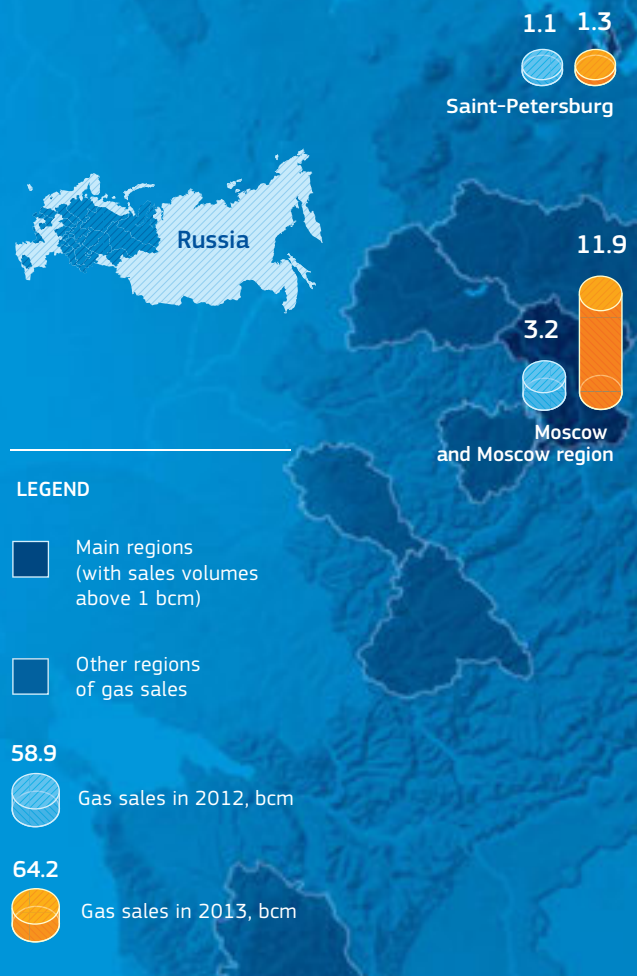 1.1 1.3
Saint-Petersburg
Russia
11.9
3.2
Moscow
and Moscow region
LEGEND
Main regions
(with sales volumes
above 1 bcm)
Other regions
of gas sales
58.9
Gas sales in 2012, bcm
64.2
Gas sales in 2013, bcm